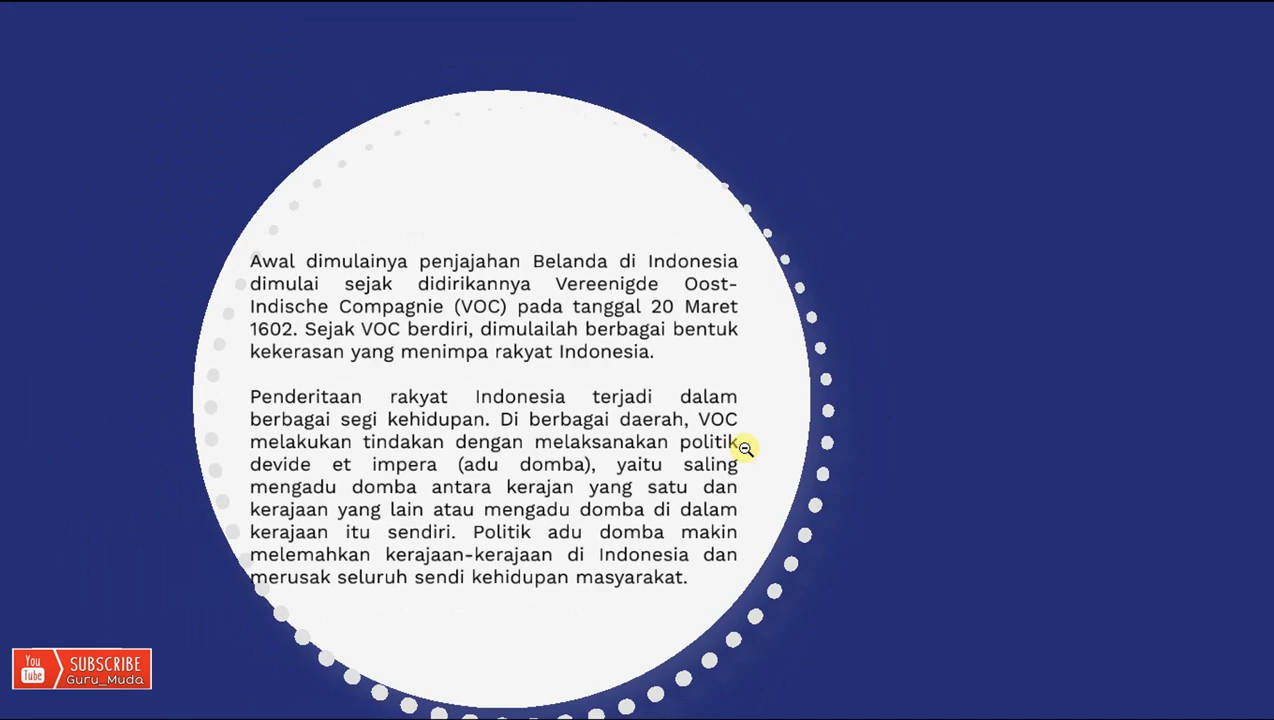 Awal dimulainya penjajahan Belanda di Indonesia
dimulai sejak didirikannya Vereenigde Oost-
Indische Compagnie (VOC) pada tanggal 20 Maret
1602. Sejak VOC berdiri, dimulailah berbagai bentuk
kekerasan yang menimpa rakyat Indonesia.
Penderitaan rakyat Indonesia terjadi dalam
berbagai segi kehidupan. Di berbagai daerah, VOC
melakukan tindakan dengan melaksanakan politik
devide et impera (adu domba), yaitu saling
mengadu domba antara kerajan yang satu dan
kerajaan yang lain atau mengadu domba di dalam
kerajaan itu sendiri. Politik adu domba makin
melemahkan kerajaan-kerajaan di Indonesia dan
merusak seluruh sendi kehidupan masyarakat.
You
Tube
SUBSCRIBE
Guru_Muda